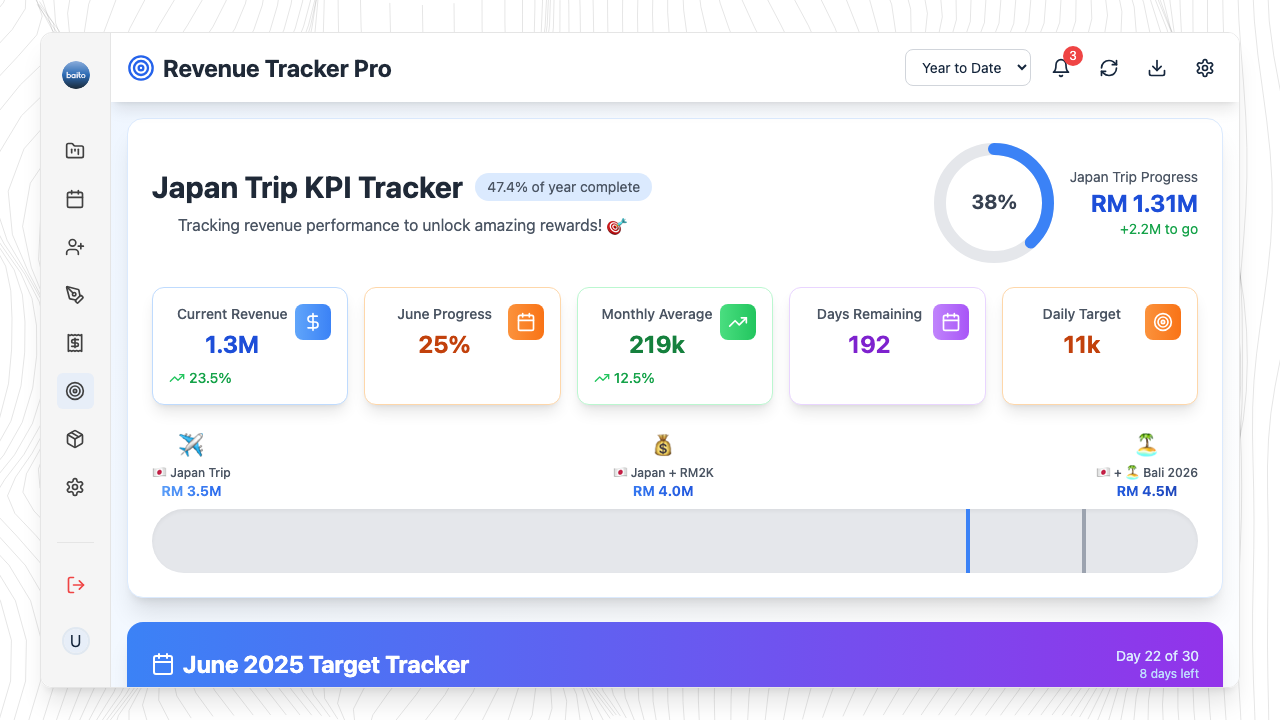 baito
Revenue Tracker Pro
Year to Date
3
Japan Trip KPI Tracker
47.4% of year complete
Tracking revenue performance to unlock amazing rewards! 🎯
38%
Japan Trip Progress
RM 1.31M
+2.2M to go
Current Revenue
1.3M
23.5%
June Progress
25%
Monthly Average
219k
12.5%
Days Remaining
192
Daily Target
11k
✈️
🇯🇵 Japan Trip
RM 3.5M
💰
🇯🇵 Japan + RM2K
RM 4.0M
🏝️
🇯🇵 + 🏝️ Bali 2026
RM 4.5M
U
June 2025 Target Tracker
Day 22 of 30
8 days left